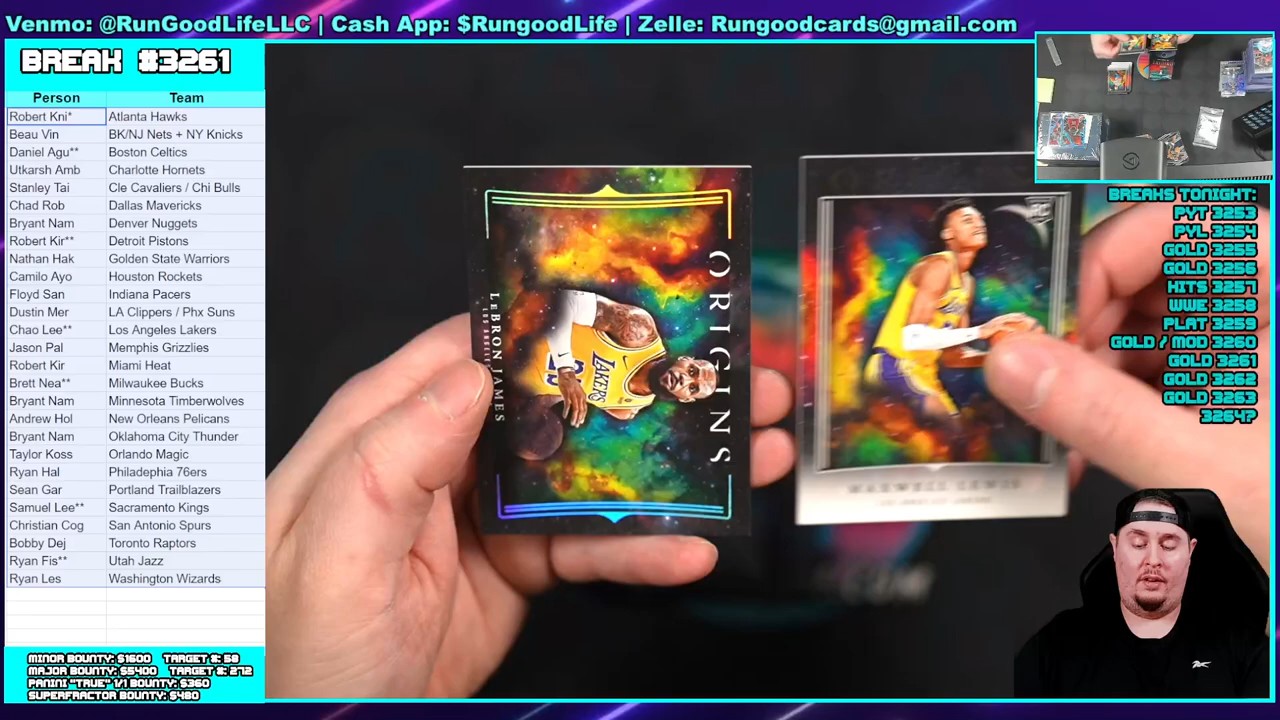 Venmo: @RunGoodLifeLLC | Cash App: $RungoodLife | Zelle: Rungoodcards@gmail.com
BREAK #3261
Person Team
Robert Kni* Atlanta Hawks
Beau Vin BK/NJ Nets + NY Knicks
Daniel Agu** Boston Celtics
Utkarsh Amb Charlotte Hornets
Stanley Tai Cle Cavaliers / Chi Bulls
Chad Rob Dallas Mavericks
Bryant Nam Denver Nuggets
Robert Kir** Detroit Pistons
Nathan Hak Golden State Warriors
Camilo Ayo Houston Rockets
Floyd San Indiana Pacers
Dustin Mer LA Clippers / Phx Suns
Chao Lee** Los Angeles Lakers
Jason Pal Memphis Grizzlies
Robert Kir Miami Heat
Brett Nea** Milwaukee Bucks
Bryant Nam Minnesota Timberwolves
Andrew Hol New Orleans Pelicans
Bryant Nam Oklahoma City Thunder
Taylor Koss Orlando Magic
Ryan Hal Philadephia 76ers
Sean Gar Portland Trailblazers
Samuel Lee** Sacramento Kings
Christian Cog San Antonio Spurs
Bobby Dej Toronto Raptors
Ryan Fis** Utah Jazz
Ryan Les Washington Wizards
MINOR BOUNTY: $1600 TARGET #: 58
MAJOR BOUNTY: $5400 TARGET #: 272
PANINI "TRUE" 1/1 BOUNTY: $360
SUPERFRACTOR BOUNTY: $480
ORIGINS
LEBRON JAMES
LOS ANGELES
LAKERS
RC
MAXWELL LEWIS
BREAKS TONIGHT:
PYT 3253
PYL 3254
GOLD 3255
GOLD 3256
HITS 3257
WWE 3258
PLAT 3259
GOLD / MOD 3260
GOLD 3261
GOLD 3262
GOLD 3263
3264?